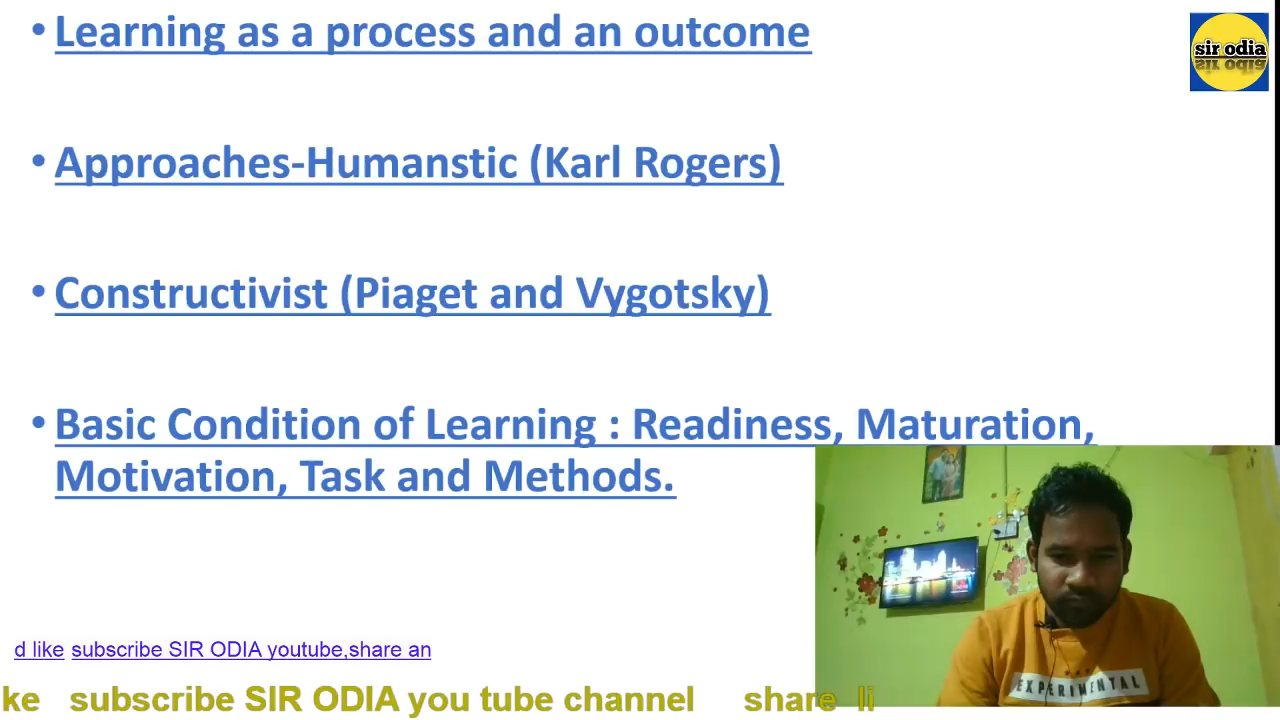 • Learning as a process and an outcome
sir odia
• Approaches-Humanstic (Karl Rogers)
• Constructivist (Piaget and Vygotsky)
• Basic Condition of Learning : Readiness, Maturation,
Motivation, Task and Methods.
EXPERIMENTAL
d like subscribe SIR ODIA youtube,share an
ke subscribe SIR ODIA you tube channel share li